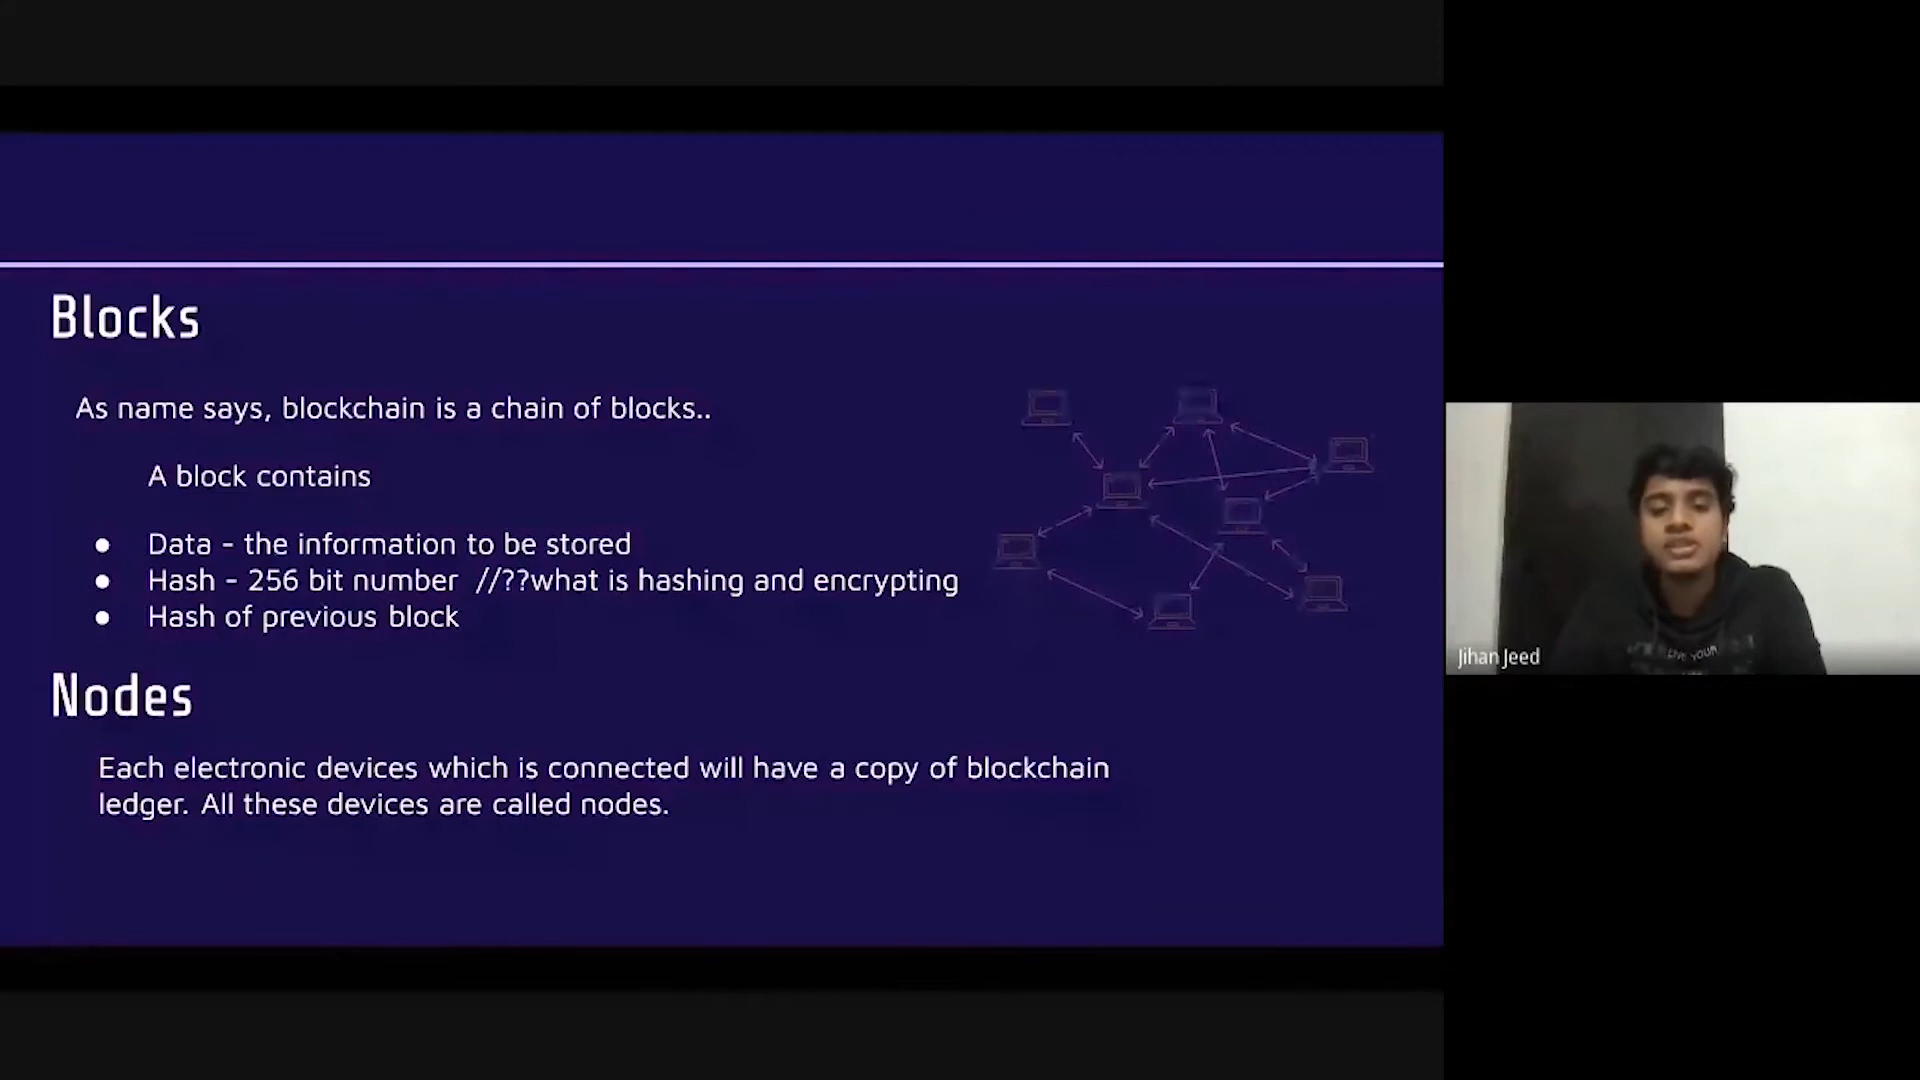 Blocks
As name says, blockchain is a chain of blocks..
A block contains
● Data - the information to be stored
● Hash - 256 bit number //??what is hashing and encrypting
● Hash of previous block
Nodes
Each electronic devices which is connected will have a copy of blockchain
ledger. All these devices are called nodes.
Jihan Jeed
LIVE YOUR